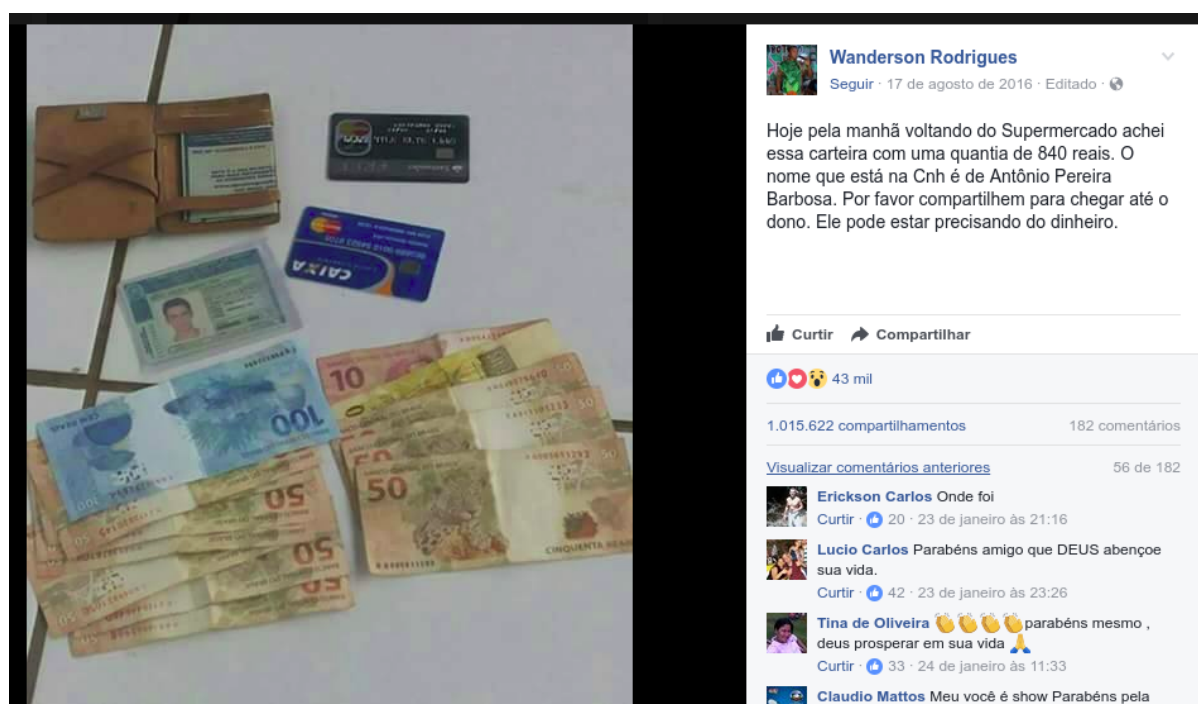 Wanderson Rodrigues
Seguir · 17 de agosto de 2016 · Editado ·
Hoje pela manhã voltando do Supermercado achei
essa carteira com uma quantia de 840 reais. O
nome que está na Cnh é de Antônio Pereira
Barbosa. Por favor compartilhem para chegar até o
dono. Ele pode estar precisando do dinheiro.
Curtir Compartilhar
43 mil
1.015.622 compartilhamentos 182 comentários
Visualizar comentários anteriores 56 de 182
Erickson Carlos Onde foi
Curtir · 20 · 23 de janeiro às 21:16
Lucio Carlos Parabéns amigo que DEUS abençoe
sua vida.
Curtir · 42 · 23 de janeiro às 23:26
Tina de Oliveira 👏👏👏👏parabéns mesmo ,
deus prosperar em sua vida 🙏
Curtir · 33 · 24 de janeiro às 11:33
Claudio Mattos Meu você é show Parabéns pela
Santander
CAIXA
10
100
CEM REAIS
100
50
50
50
50
50
CINQUENTA REAIS